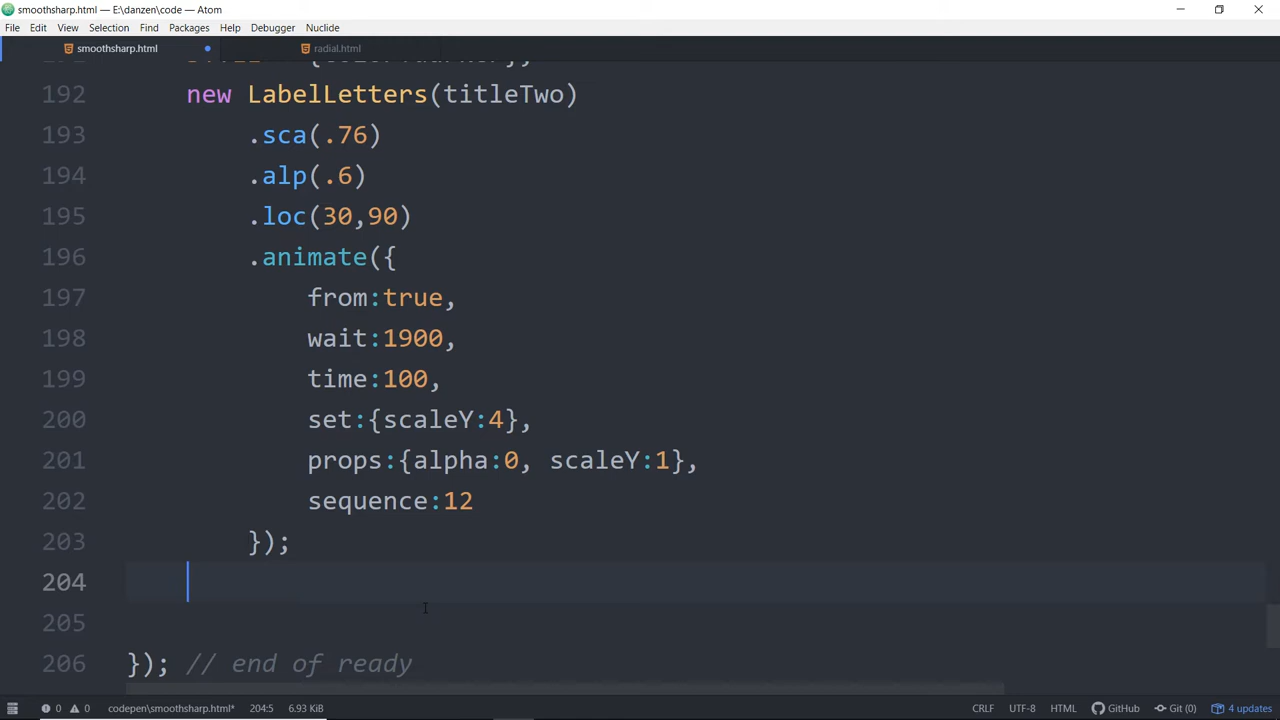 smoothsharp.html — E:\danzen\code — Atom
File Edit View Selection Find Packages Help Debugger Nuclide
smoothsharp.html radial.html
192 new LabelLetters(titleTwo)
193 .sca(.76)
194 .alp(.6)
195 .loc(30,90)
196 .animate({
197 from:true,
198 wait:1900,
199 time:100,
200 set:{scaleY:4},
201 props:{alpha:0, scaleY:1},
202 sequence:12
203 });
204
205
206 }); // end of ready
0 0 codepen\smoothsharp.html* 204:5 6.93 KiB CRLF UTF-8 HTML GitHub Git (0) 4 updates